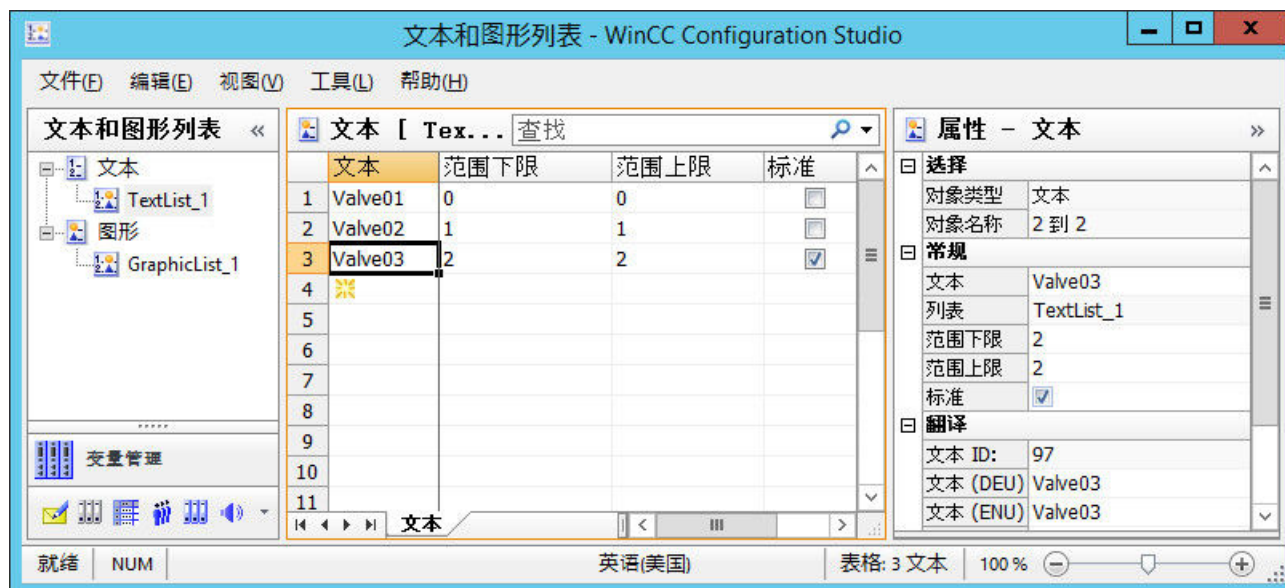 文本和图形列表 - WinCC Configuration Studio
文件(F) 编辑(E) 视图(V) 工具(L) 帮助(H)
文本和图形列表 «
文本
TextList_1
图形
GraphicList_1
变量管理
文本 [ Tex... 查找
文本 范围下限 范围上限 标准
1 Valve01 0 0
2 Valve02 1 1
3 Valve03 2 2
4
5
6
7
8
9
10
11
文本
属性 - 文本 »
选择
对象类型 文本
对象名称 2 到 2
常规
文本 Valve03
列表 TextList_1
范围下限 2
范围上限 2
标准
翻译
文本 ID: 97
文本 (DEU) Valve03
文本 (ENU) Valve03
就绪 NUM 英语(美国) 表格: 3 文本 100 %